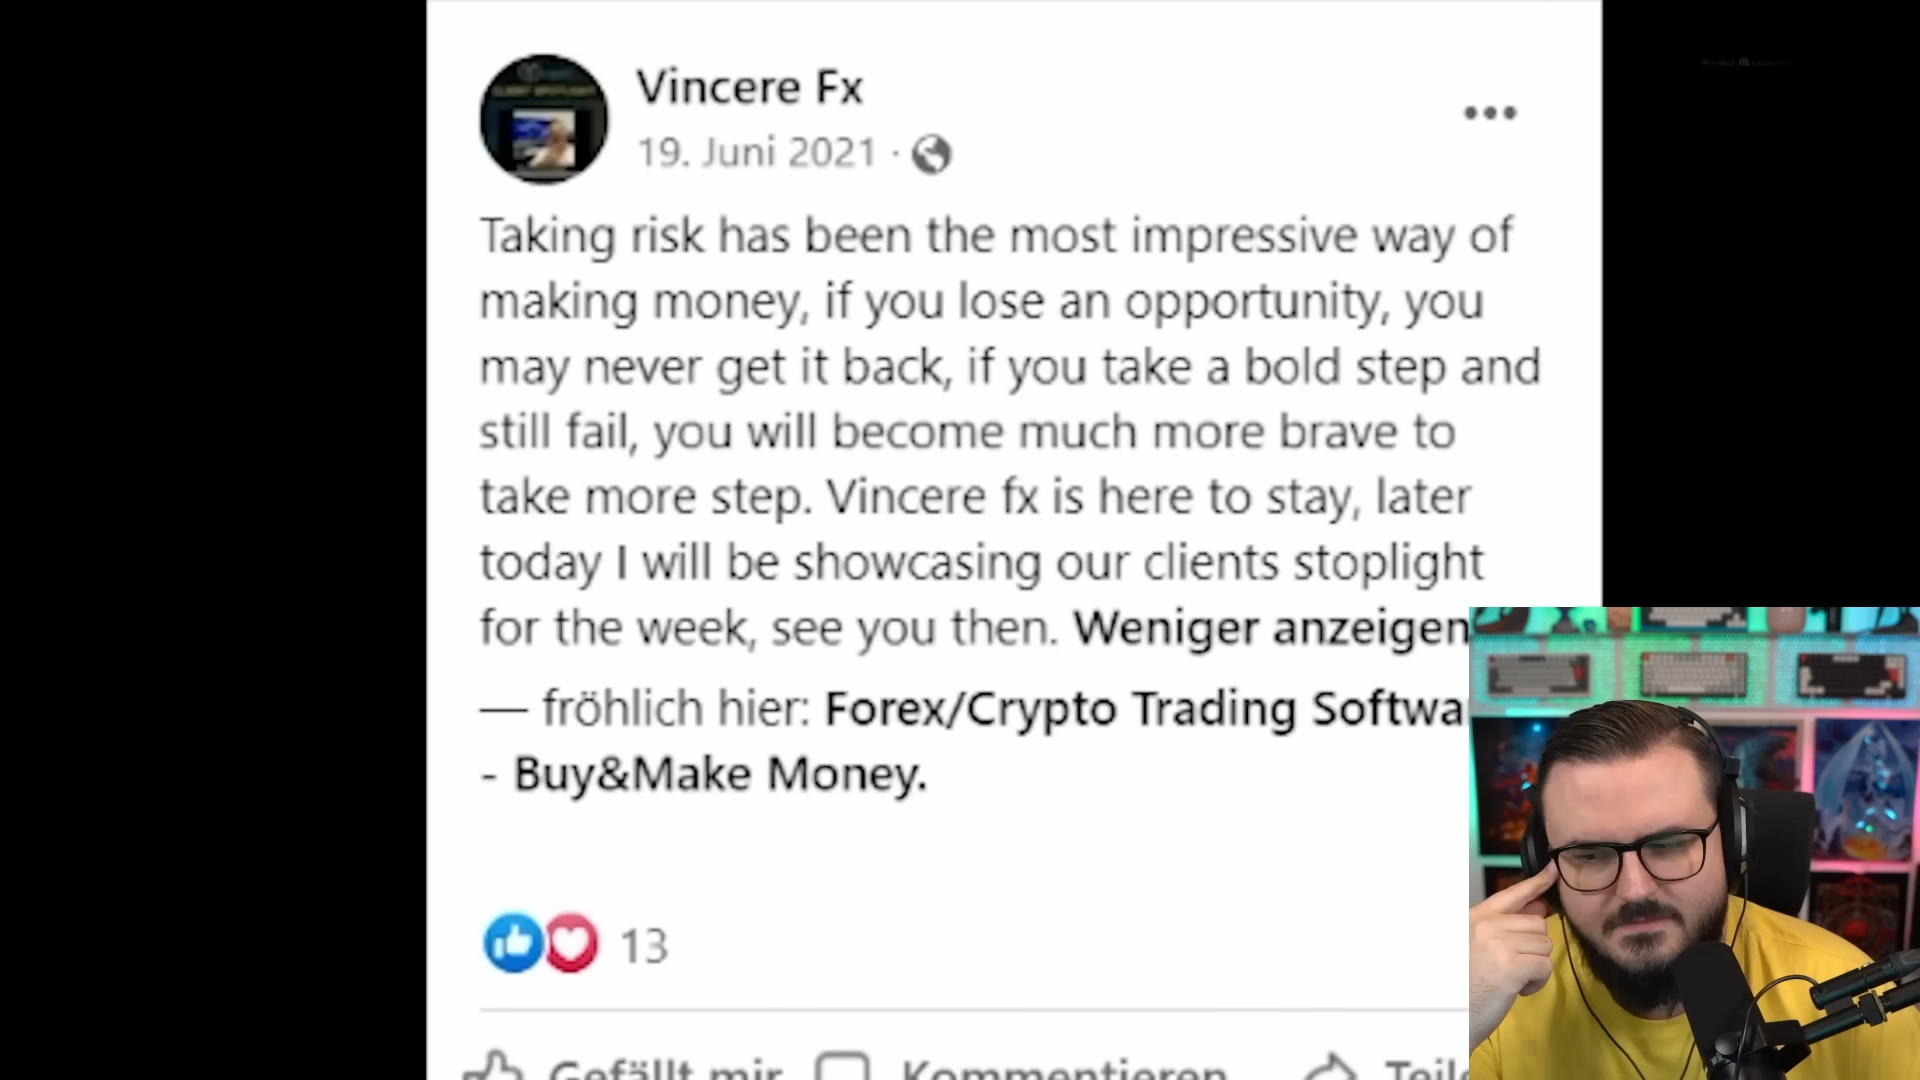 Vincere Fx
19. Juni 2021 ·
Taking risk has been the most impressive way of
making money, if you lose an opportunity, you
may never get it back, if you take a bold step and
still fail, you will become much more brave to
take more step. Vincere fx is here to stay, later
today I will be showcasing our clients stoplight
for the week, see you then. Weniger anzeigen
— fröhlich hier: Forex/Crypto Trading Softwa
- Buy&Make Money.
13
Gefällt mir Kommentieren Teile